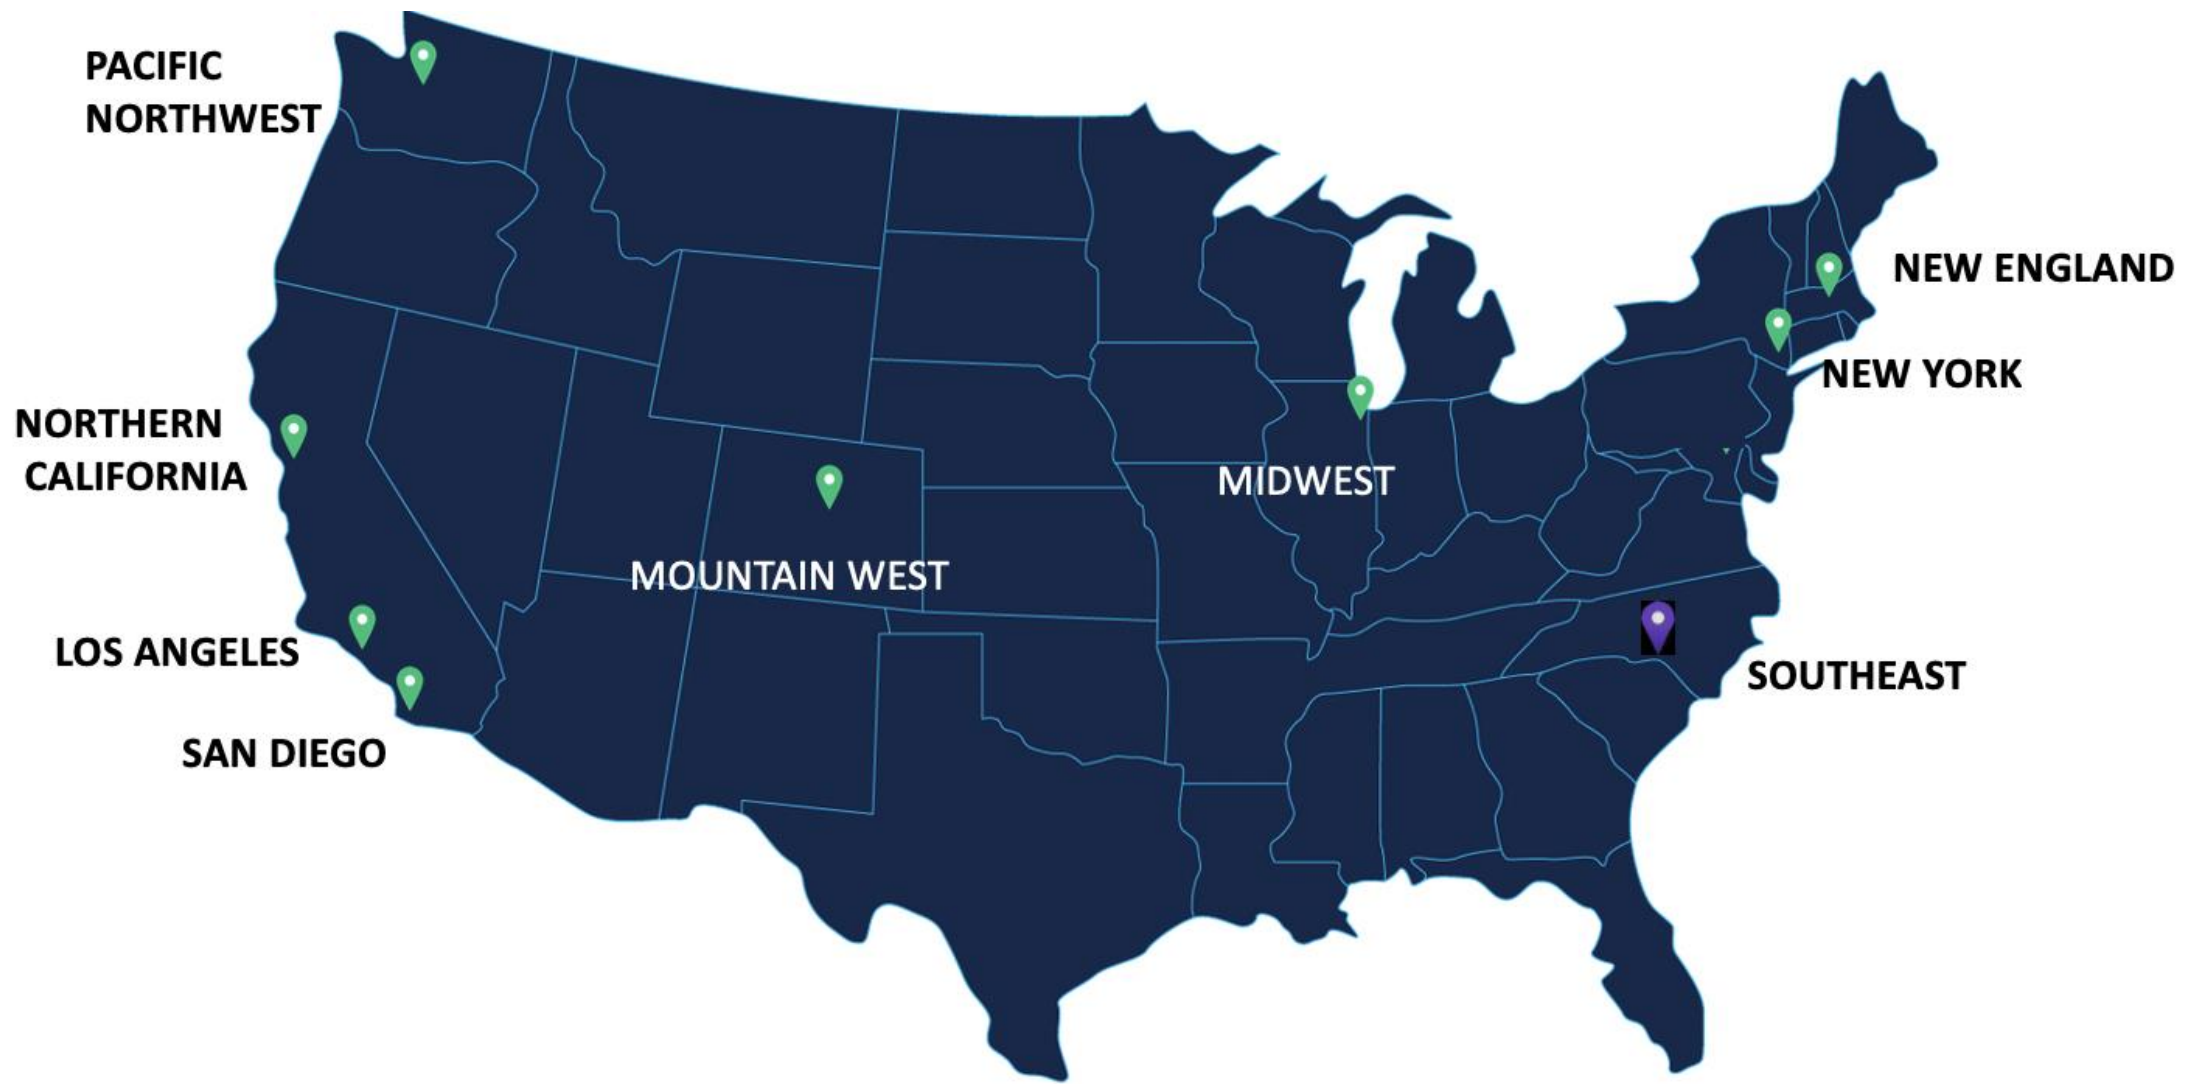 PACIFIC
NORTHWEST
NEW ENGLAND
NEW YORK
NORTHERN
CALIFORNIA
MIDWEST
MOUNTAIN WEST
LOS ANGELES
SOUTHEAST
SAN DIEGO